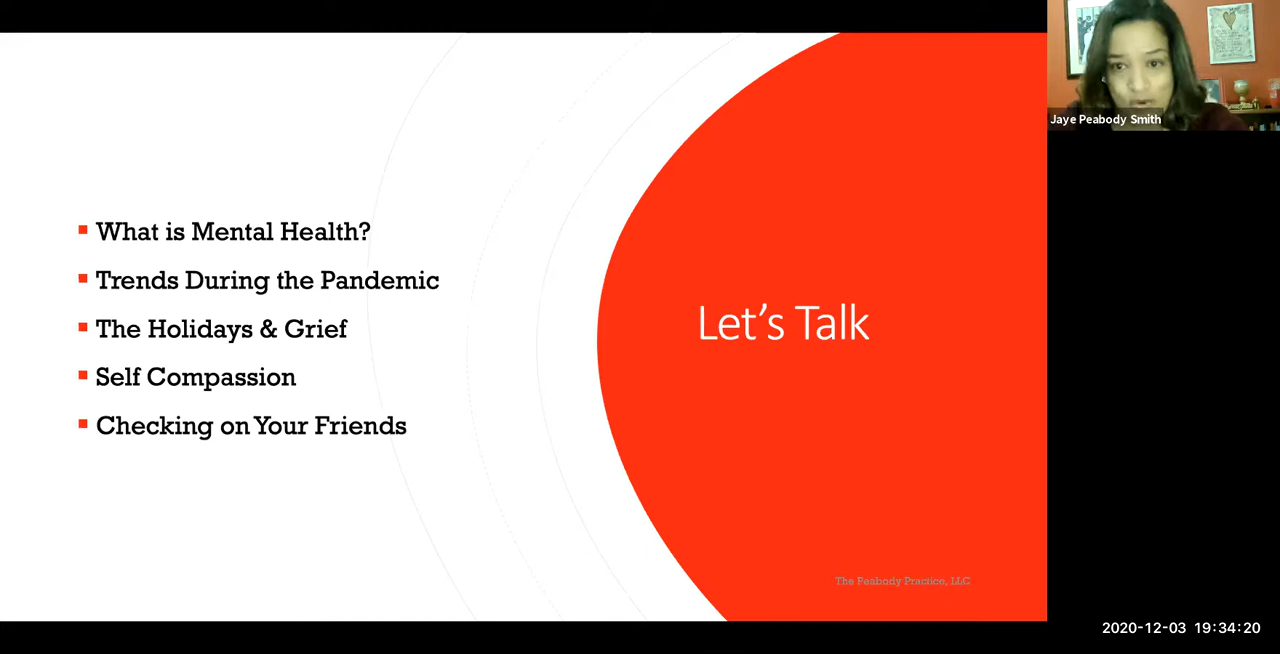 What is Mental Health?
Trends During the Pandemic
The Holidays & Grief
Self Compassion
Checking on Your Friends
Let's Talk
The Peabody Practice, LLC
Jaye Peabody Smith
2020-12-03 19:34:20